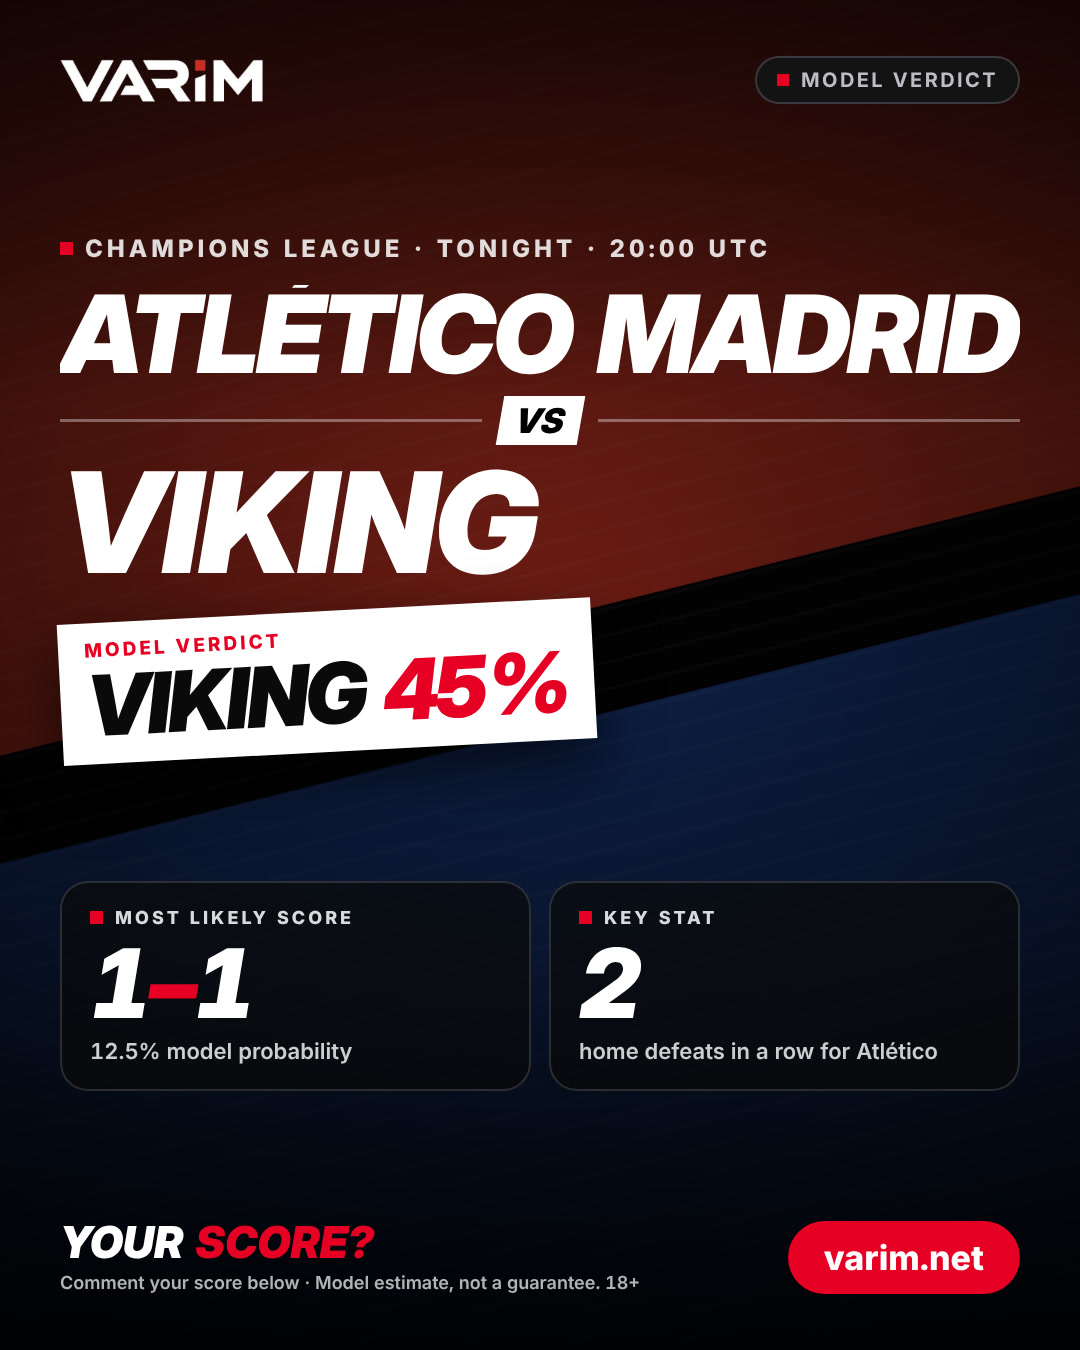 VARiM
MODEL VERDICT
CHAMPIONS LEAGUE · TONIGHT · 20:00 UTC
ATLÉTICO MADRID
VS
VIKING
MODEL VERDICT
VIKING 45%
MOST LIKELY SCORE
1–1
12.5% model probability
KEY STAT
2
home defeats in a row for Atlético
YOUR SCORE?
Comment your score below · Model estimate, not a guarantee. 18+
varim.net